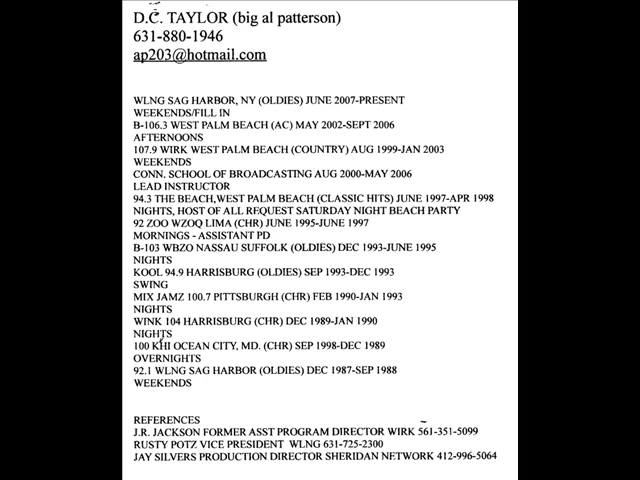 D.C. TAYLOR (big al patterson)
631-880-1946
ap203@hotmail.com
WLNG SAG HARBOR, NY (OLDIES) JUNE 2007-PRESENT
WEEKENDS/FILL IN
B-106.3 WEST PALM BEACH (AC) MAY 2002-SEPT 2006
AFTERNOONS
107.9 WIRK WEST PALM BEACH (COUNTRY) AUG 1999-JAN 2003
WEEKENDS
CONN. SCHOOL OF BROADCASTING AUG 2000-MAY 2006
LEAD INSTRUCTOR
94.3 THE BEACH,WEST PALM BEACH (CLASSIC HITS) JUNE 1997-APR 1998
NIGHTS, HOST OF ALL REQUEST SATURDAY NIGHT BEACH PARTY
92 ZOO WZOQ LIMA (CHR) JUNE 1995-JUNE 1997
MORNINGS - ASSISTANT PD
B-103 WBZO NASSAU SUFFOLK (OLDIES) DEC 1993-JUNE 1995
NIGHTS
KOOL 94.9 HARRISBURG (OLDIES) SEP 1993-DEC 1993
SWING
MIX JAMZ 100.7 PITTSBURGH (CHR) FEB 1990-JAN 1993
NIGHTS
WINK 104 HARRISBURG (CHR) DEC 1989-JAN 1990
NIGHTS
100 KHI OCEAN CITY, MD. (CHR) SEP 1998-DEC 1989
OVERNIGHTS
92.1 WLNG SAG HARBOR (OLDIES) DEC 1987-SEP 1988
WEEKENDS
REFERENCES
J.R. JACKSON FORMER ASST PROGRAM DIRECTOR WIRK 561-351-5099
RUSTY POTZ VICE PRESIDENT WLNG 631-725-2300
JAY SILVERS PRODUCTION DIRECTOR SHERIDAN NETWORK 412-996-5064